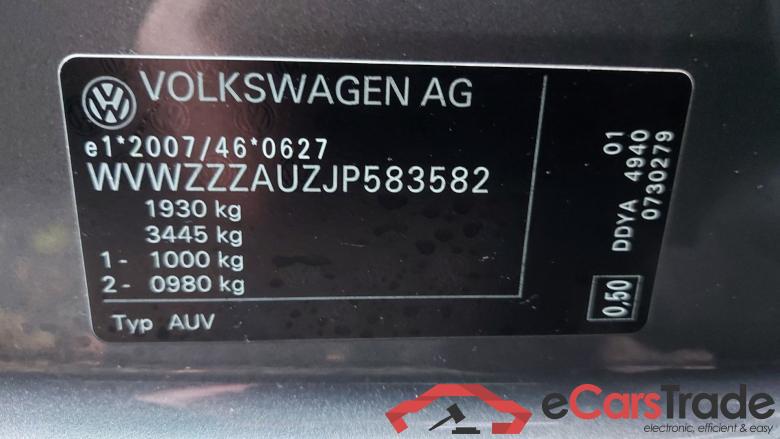 VOLKSWAGEN AG
e1*2007/46*0627
WVWZZZAUZJP583582
1930 kg
3445 kg
1- 1000 kg
2- 0980 kg
Typ AUV
01
DDYA 4940
0730279
0,50
eCarsTrade
electronic, efficient & easy